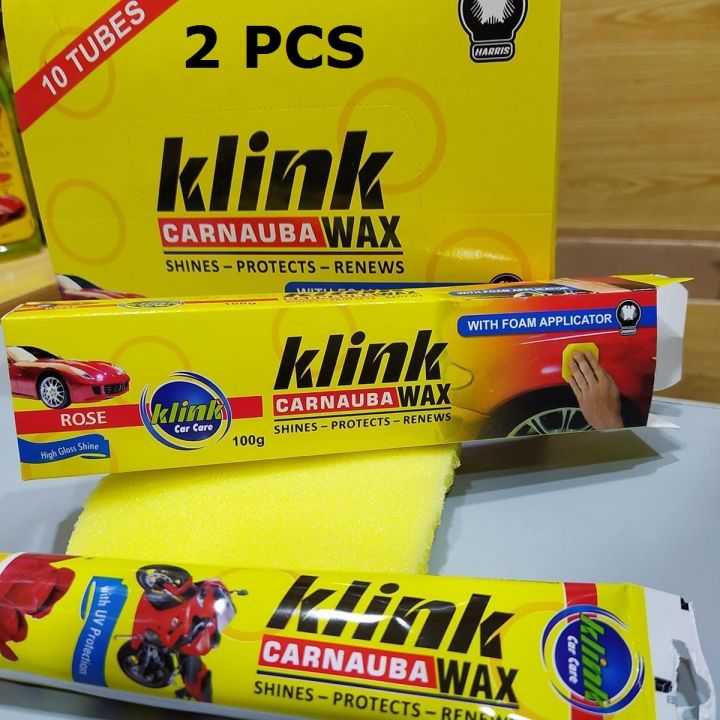 10 TUBES
2 PCS
HARRIS
klink
CARNAUBA WAX
SHINES – PROTECTS – RENEWS
100g
WITH FOAM APPLICATOR
klink
CARNAUBA WAX
SHINES – PROTECTS – RENEWS
ROSE
klink
Car Care
100g
High Gloss Shine
With UV Protection
klink
CARNAUBA WAX
SHINES – PROTECTS – RENEW
klink
Car Care